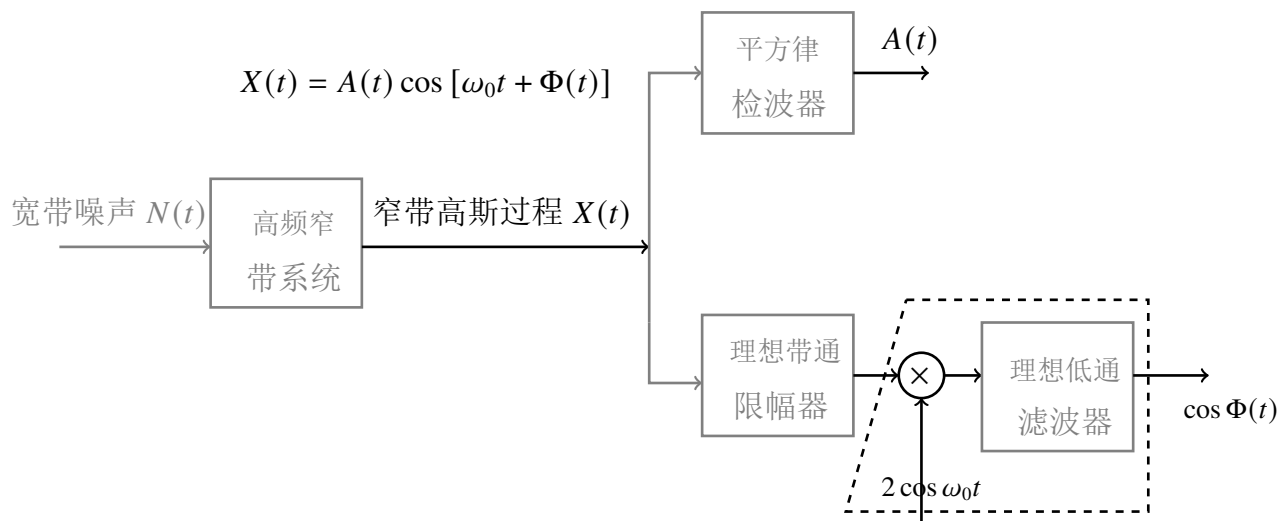 平方律
检波器
A(t)
X(t) = A(t) cos [ω₀t + Φ(t)]
宽带噪声 N(t)
高频窄
带系统
窄带高斯过程 X(t)
理想带通
限幅器
×
理想低通
滤波器
cos Φ(t)
2 cos ω₀t